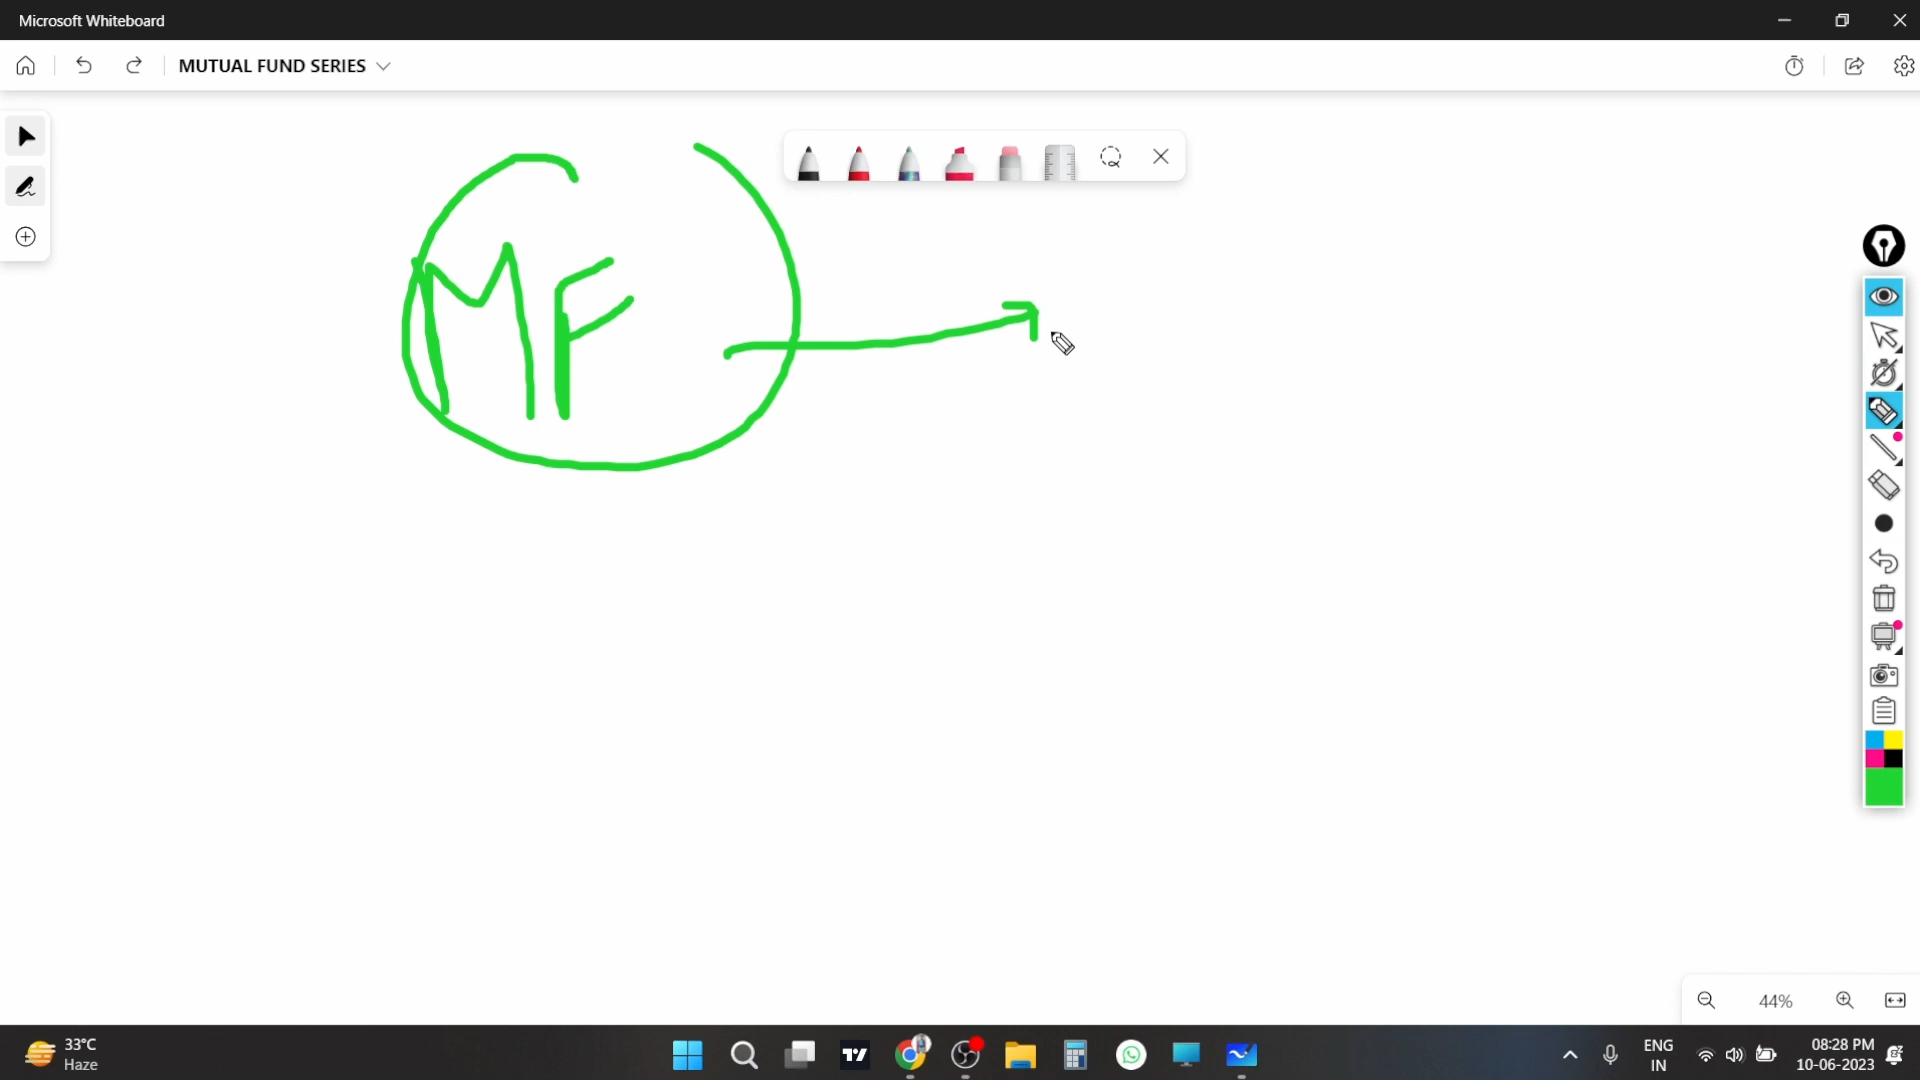 Microsoft Whiteboard
MUTUAL FUND SERIES
MF
44%
33°C
Haze
ENG
IN
08:28 PM
10-06-2023